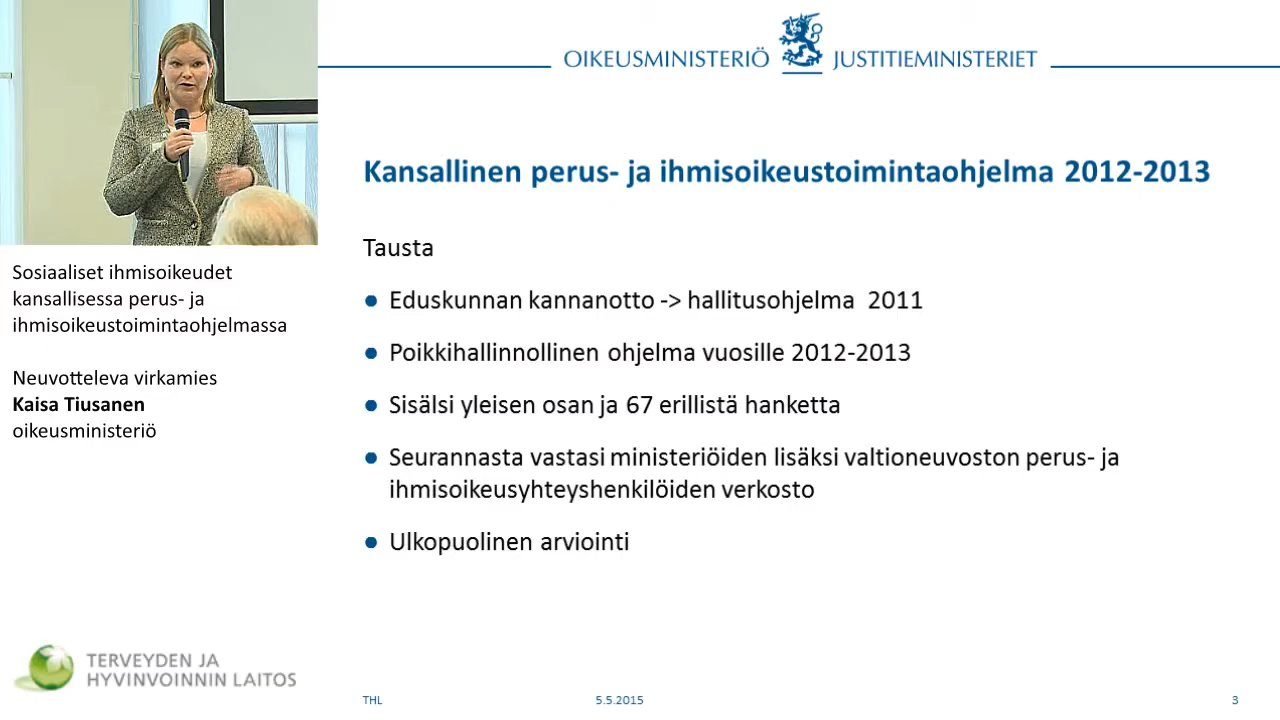 OIKEUSMINISTERIÖ JUSTITIEMINISTERIET
Kansallinen perus- ja ihmisoikeustoimintaohjelma 2012-2013
Tausta
● Eduskunnan kannanotto -> hallitusohjelma 2011
● Poikkihallinnollinen ohjelma vuosille 2012-2013
● Sisälsi yleisen osan ja 67 erillistä hanketta
● Seurannasta vastasi ministeriöiden lisäksi valtioneuvoston perus- ja
ihmisoikeusyhteyshenkilöiden verkosto
● Ulkopuolinen arviointi
Sosiaaliset ihmisoikeudet
kansallisessa perus- ja
ihmisoikeustoimintaohjelmassa
Neuvotteleva virkamies
Kaisa Tiusanen
oikeusministeriö
TERVEYDEN JA
HYVINVOINNIN LAITOS
THL 5.5.2015 3